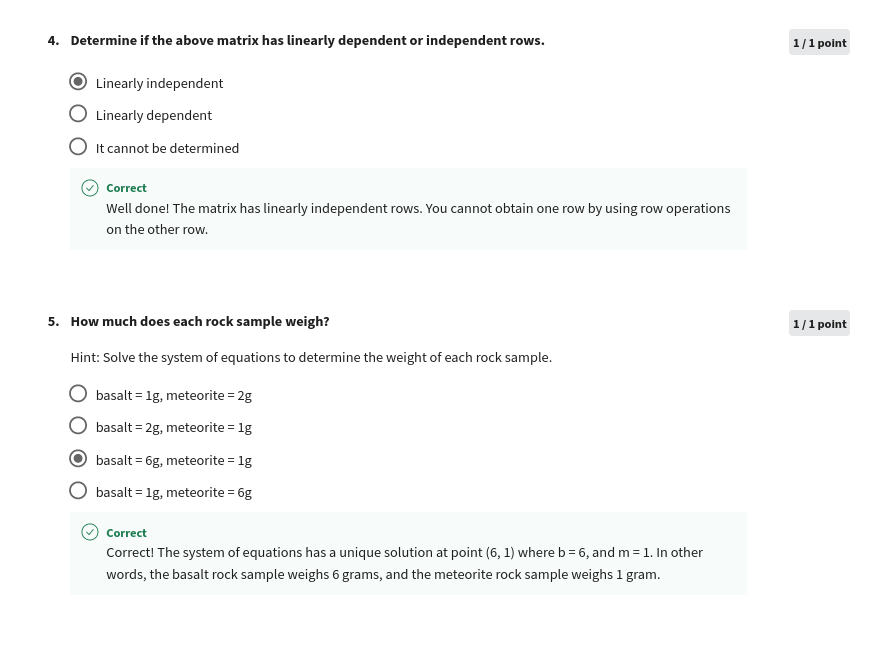 4. Determine if the above matrix has linearly dependent or independent rows.
1 / 1 point
Linearly independent
Linearly dependent
It cannot be determined
Correct
Well done! The matrix has linearly independent rows. You cannot obtain one row by using row operations
on the other row.
5. How much does each rock sample weigh?
1 / 1 point
Hint: Solve the system of equations to determine the weight of each rock sample.
basalt = 1g, meteorite = 2g
basalt = 2g, meteorite = 1g
basalt = 6g, meteorite = 1g
basalt = 1g, meteorite = 6g
Correct
Correct! The system of equations has a unique solution at point (6, 1) where b = 6, and m = 1. In other
words, the basalt rock sample weighs 6 grams, and the meteorite rock sample weighs 1 gram.